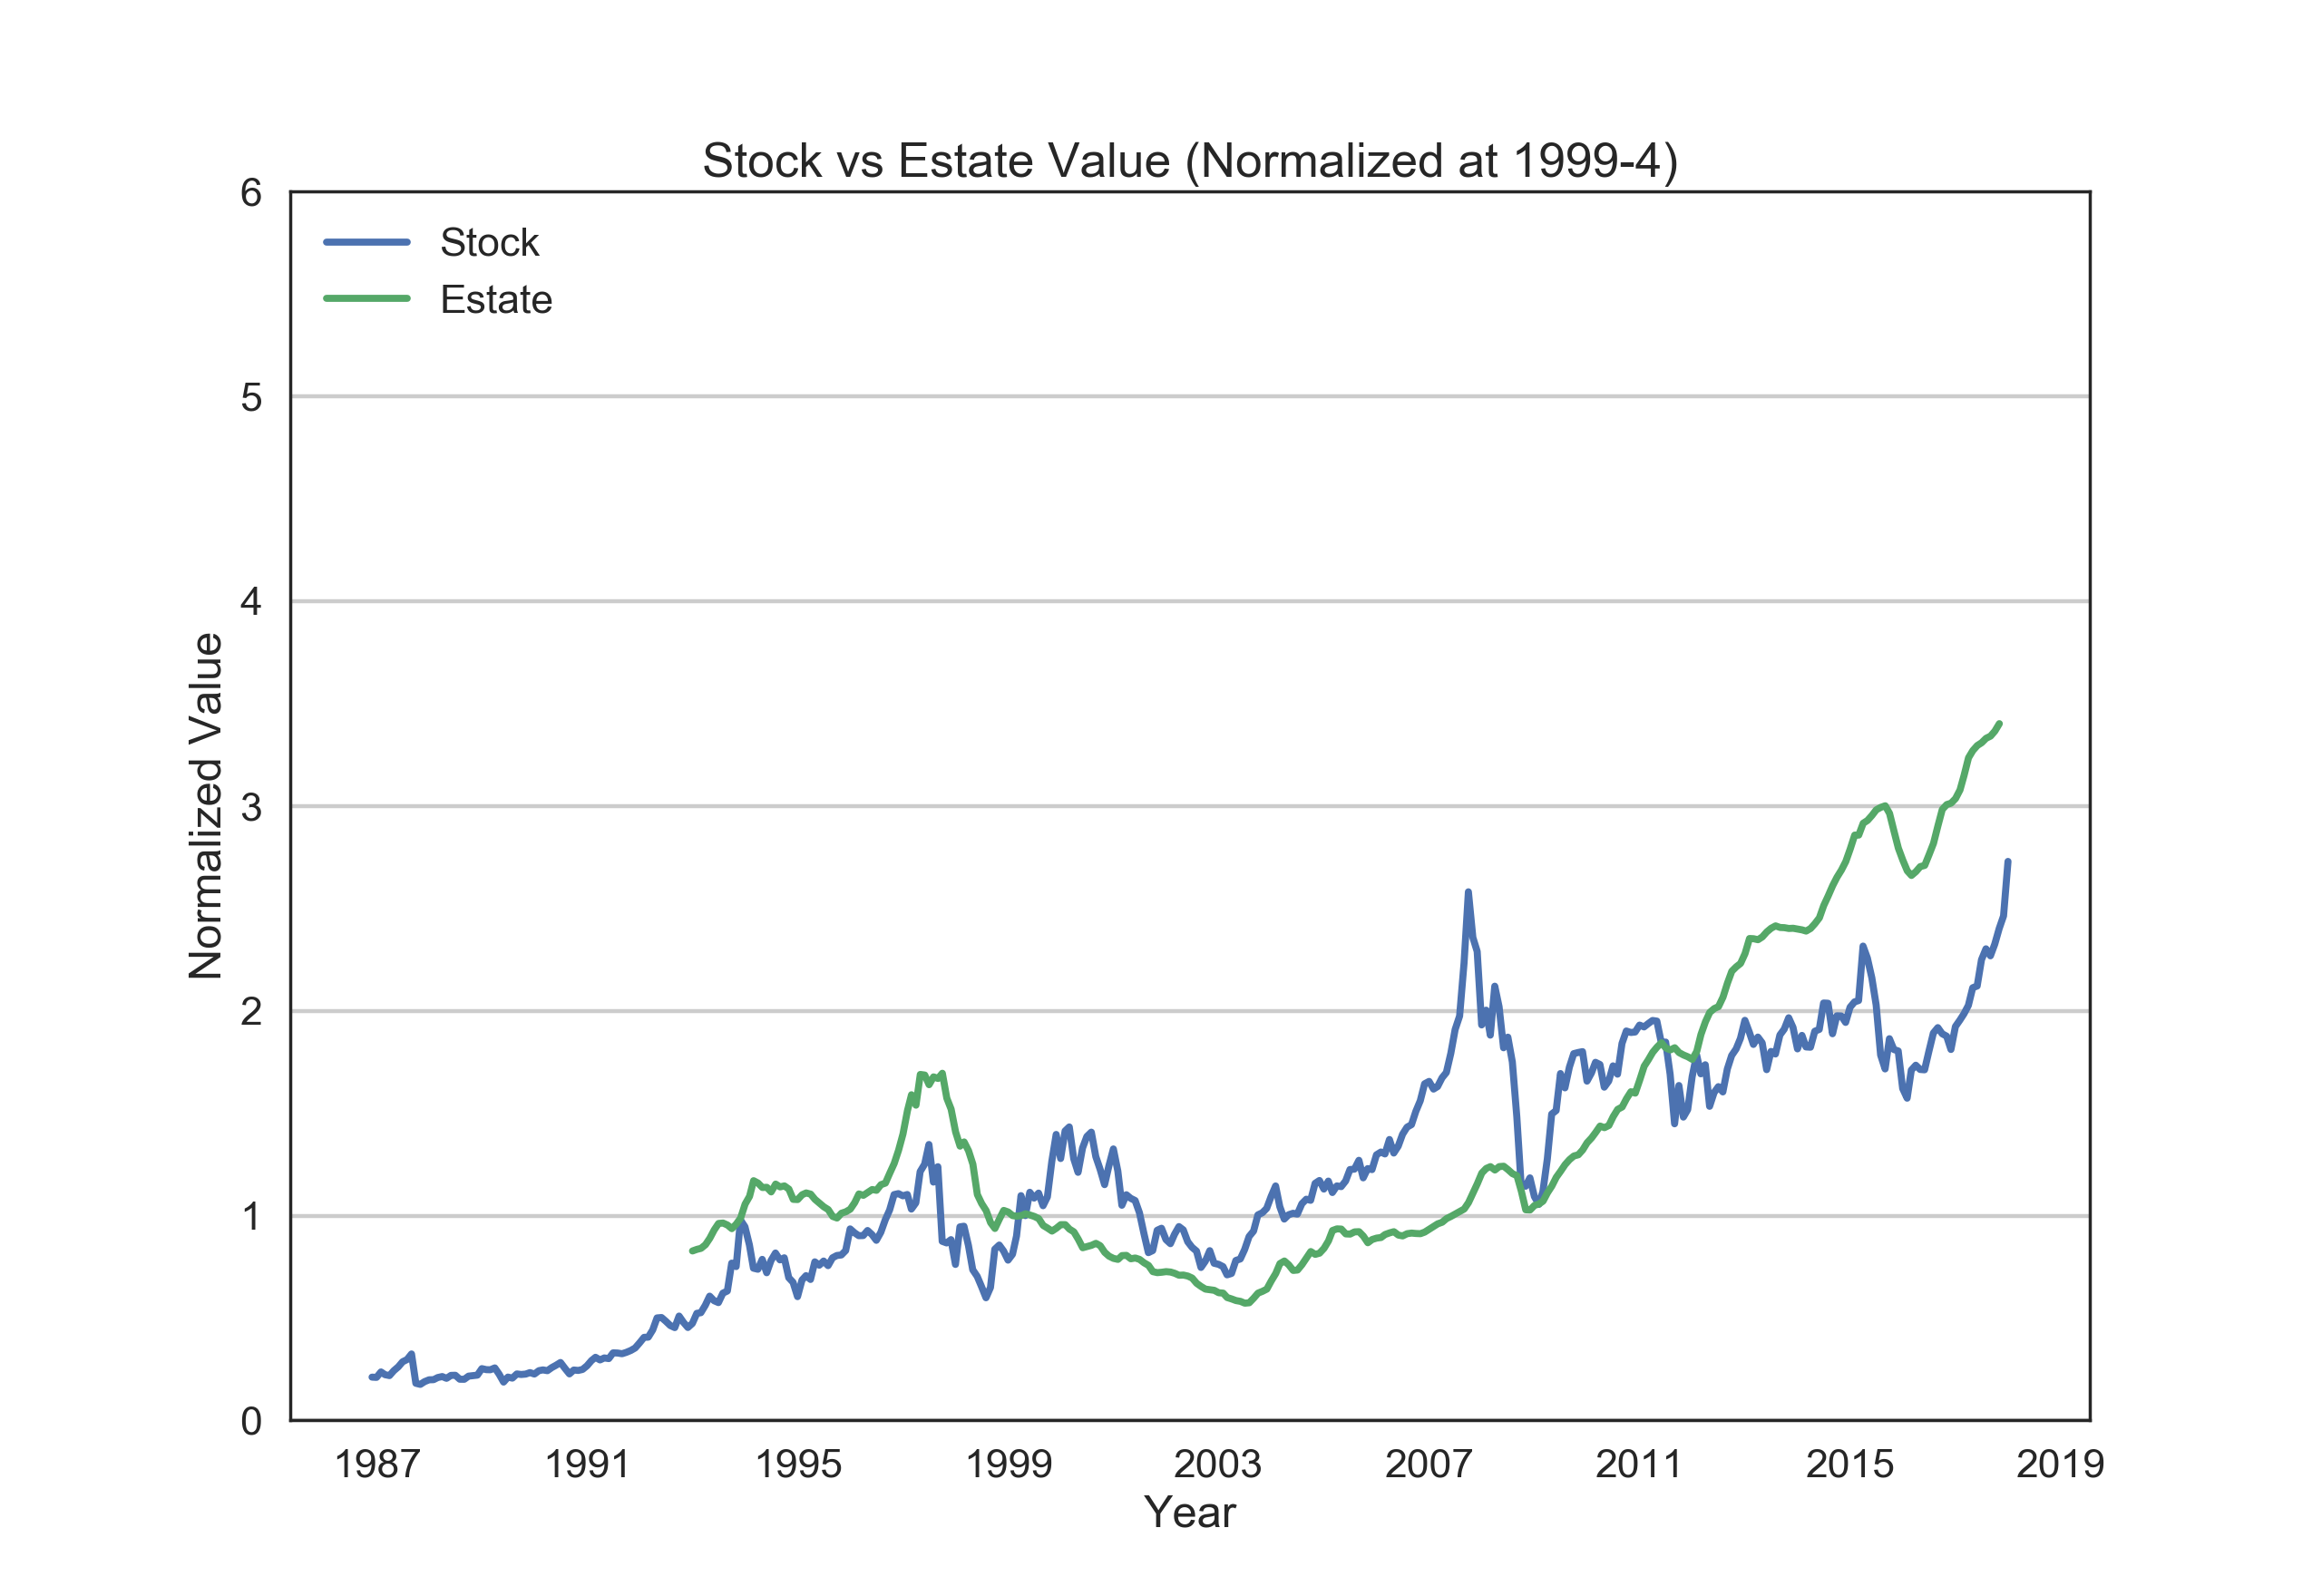 Stock vs Estate Value (Normalized at 1999-4)
6
Stock
Estate
5
4
3
2
1
0
Normalized Value
1987 1991 1995 1999 2003 2007 2011 2015 2019
Year